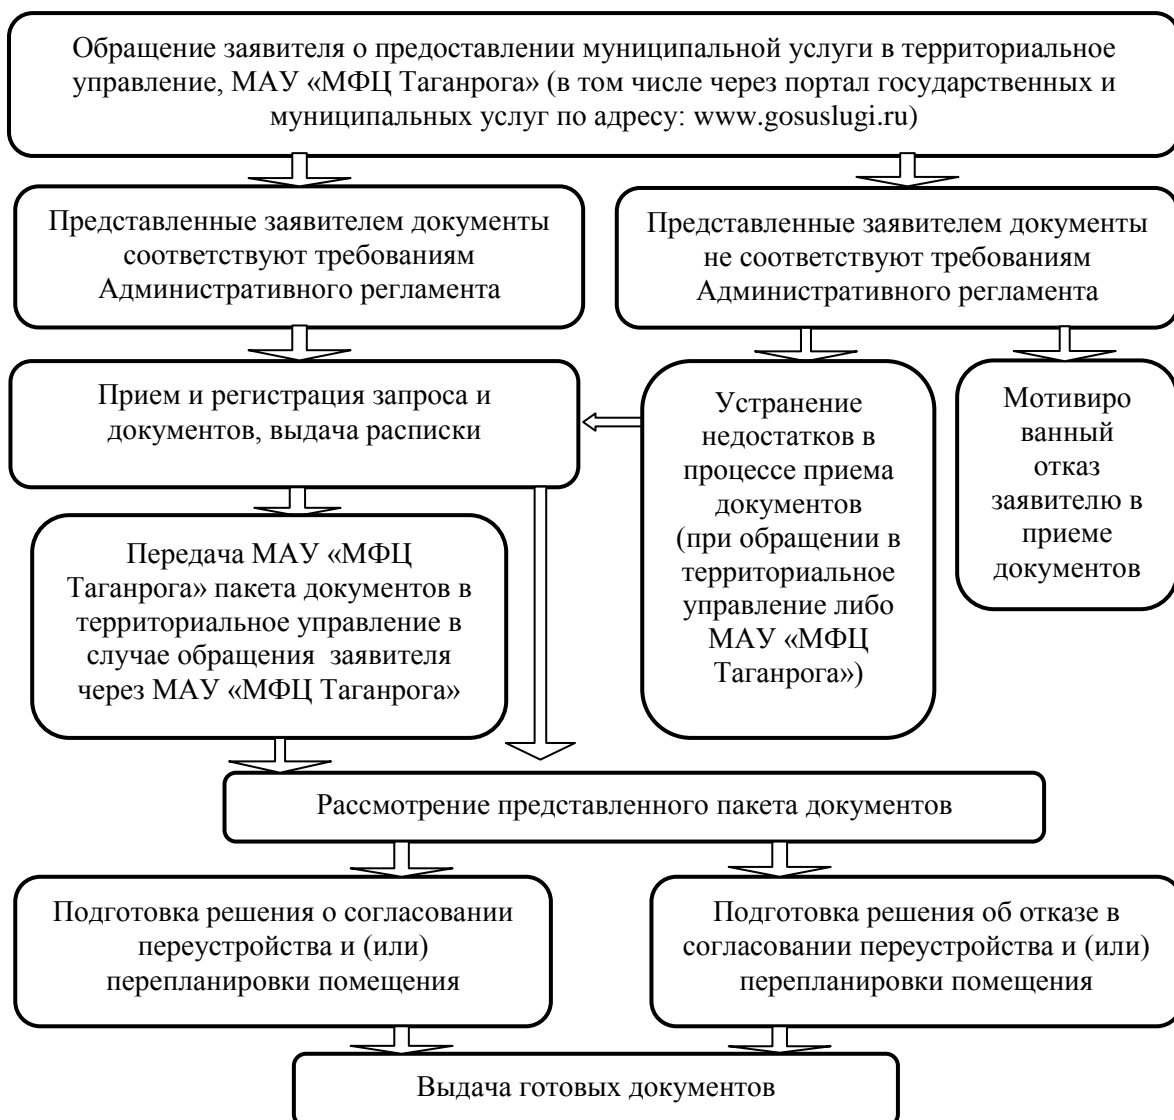 Обращение заявителя о предоставлении муниципальной услуги в территориальное
управление, МАУ «МФЦ Таганрога» (в том числе через портал государственных и
муниципальных услуг по адресу: www.gosuslugi.ru)
Представленные заявителем документы
соответствуют требованиям
Административного регламента
Представленные заявителем документы
не соответствуют требованиям
Административного регламента
Прием и регистрация запроса и
документов, выдача расписки
Устранение
недостатков в
процессе приема
документов
(при обращении в
территориальное
управление либо
МАУ «МФЦ
Таганрога»)
Мотивиро
ванный
отказ
заявителю в
приеме
документов
Передача МАУ «МФЦ
Таганрога» пакета документов в
территориальное управление в
случае обращения заявителя
через МАУ «МФЦ Таганрога»
Рассмотрение представленного пакета документов
Подготовка решения о согласовании
переустройства и (или)
перепланировки помещения
Подготовка решения об отказе в
согласовании переустройства и (или)
перепланировки помещения
Выдача готовых документов